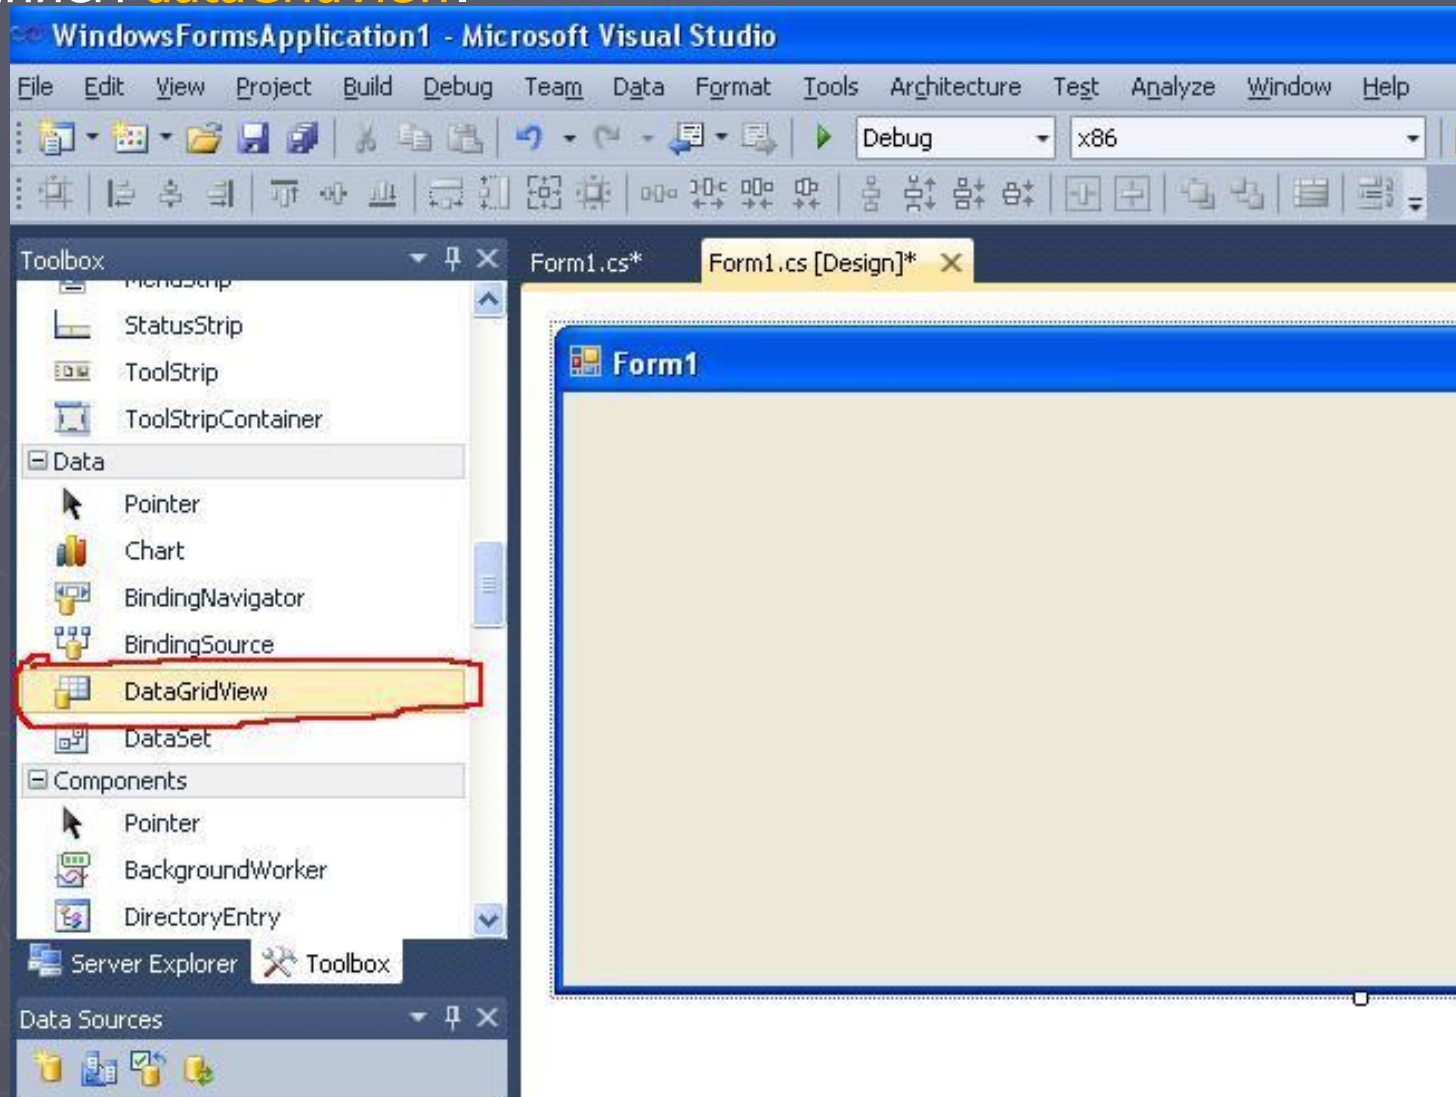 WindowsFormsApplication1 - Microsoft Visual Studio
File Edit View Project Build Debug Team Data Format Tools Architecture Test Analyze Window Help
Debug x86
Toolbox
Form1.cs* Form1.cs [Design]*
MenuStrip
StatusStrip
Form1
ToolStrip
ToolStripContainer
Data
Pointer
Chart
BindingNavigator
BindingSource
DataGridView
DataSet
Components
Pointer
BackgroundWorker
DirectoryEntry
Server Explorer Toolbox
Data Sources